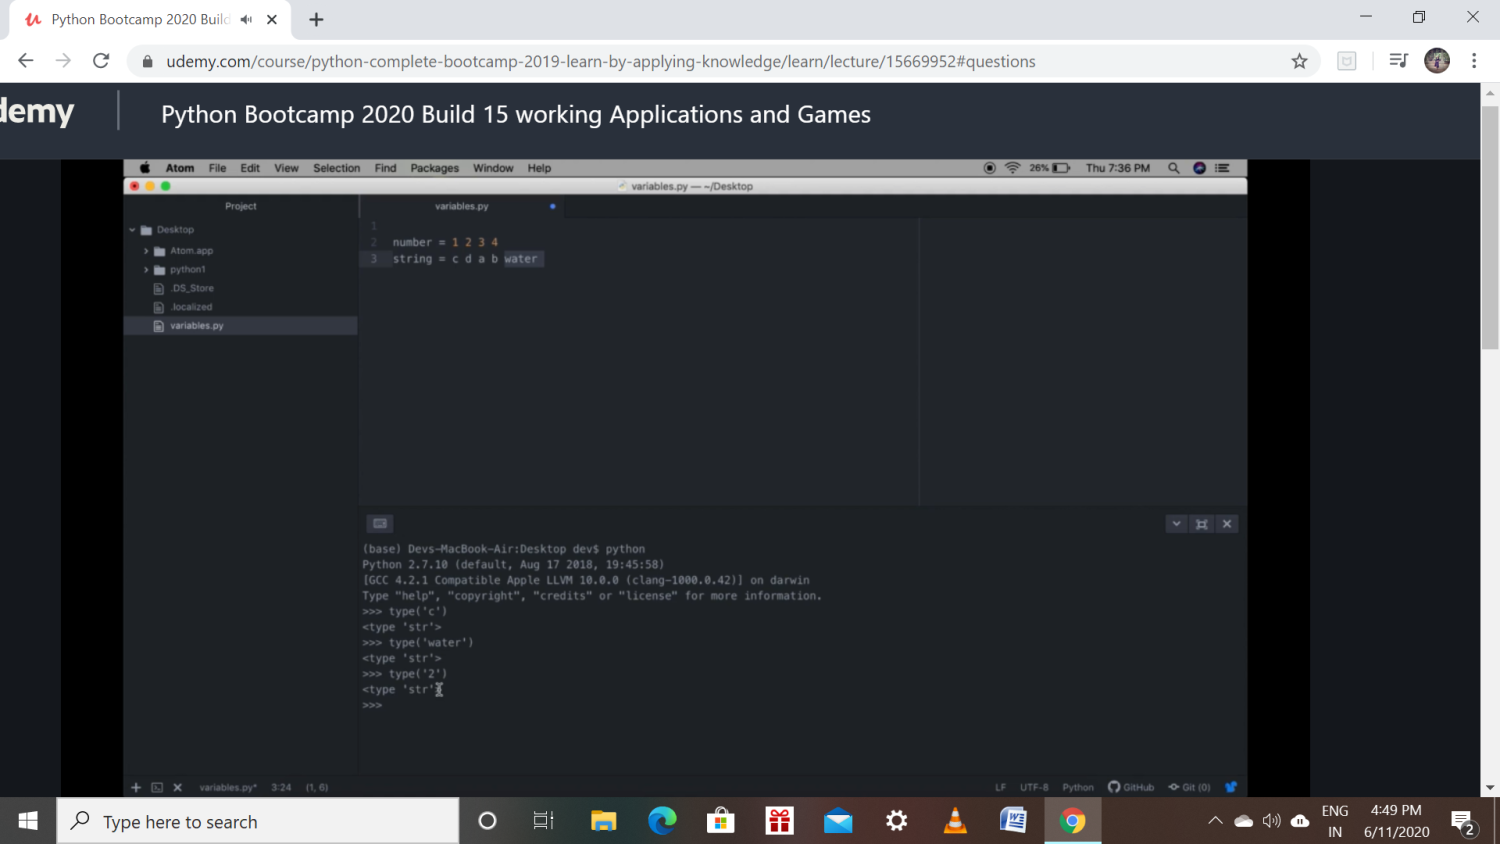 Python Bootcamp 2020 Build
udemy.com/course/python-complete-bootcamp-2019-learn-by-applying-knowledge/learn/lecture/15669952#questions
demy
Python Bootcamp 2020 Build 15 working Applications and Games
Atom File Edit View Selection Find Packages Window Help 26% Thu 7:36 PM
variables.py — ~/Desktop
Project
variables.py
Desktop
Atom.app
python1
.DS_Store
.localized
variables.py
1
2 number = 1 2 3 4
3 string = c d a b water
(base) Devs-MacBook-Air:Desktop dev$ python
Python 2.7.10 (default, Aug 17 2018, 19:45:58)
[GCC 4.2.1 Compatible Apple LLVM 10.0.0 (clang-1000.0.42)] on darwin
Type "help", "copyright", "credits" or "license" for more information.
>>> type('c')
<type 'str'>
>>> type('water')
<type 'str'>
>>> type('2')
<type 'str'>
>>>
variables.py* 3:24 (1, 6) LF UTF-8 Python GitHub Git (0)
Type here to search
ENG
IN
4:49 PM
6/11/2020
2